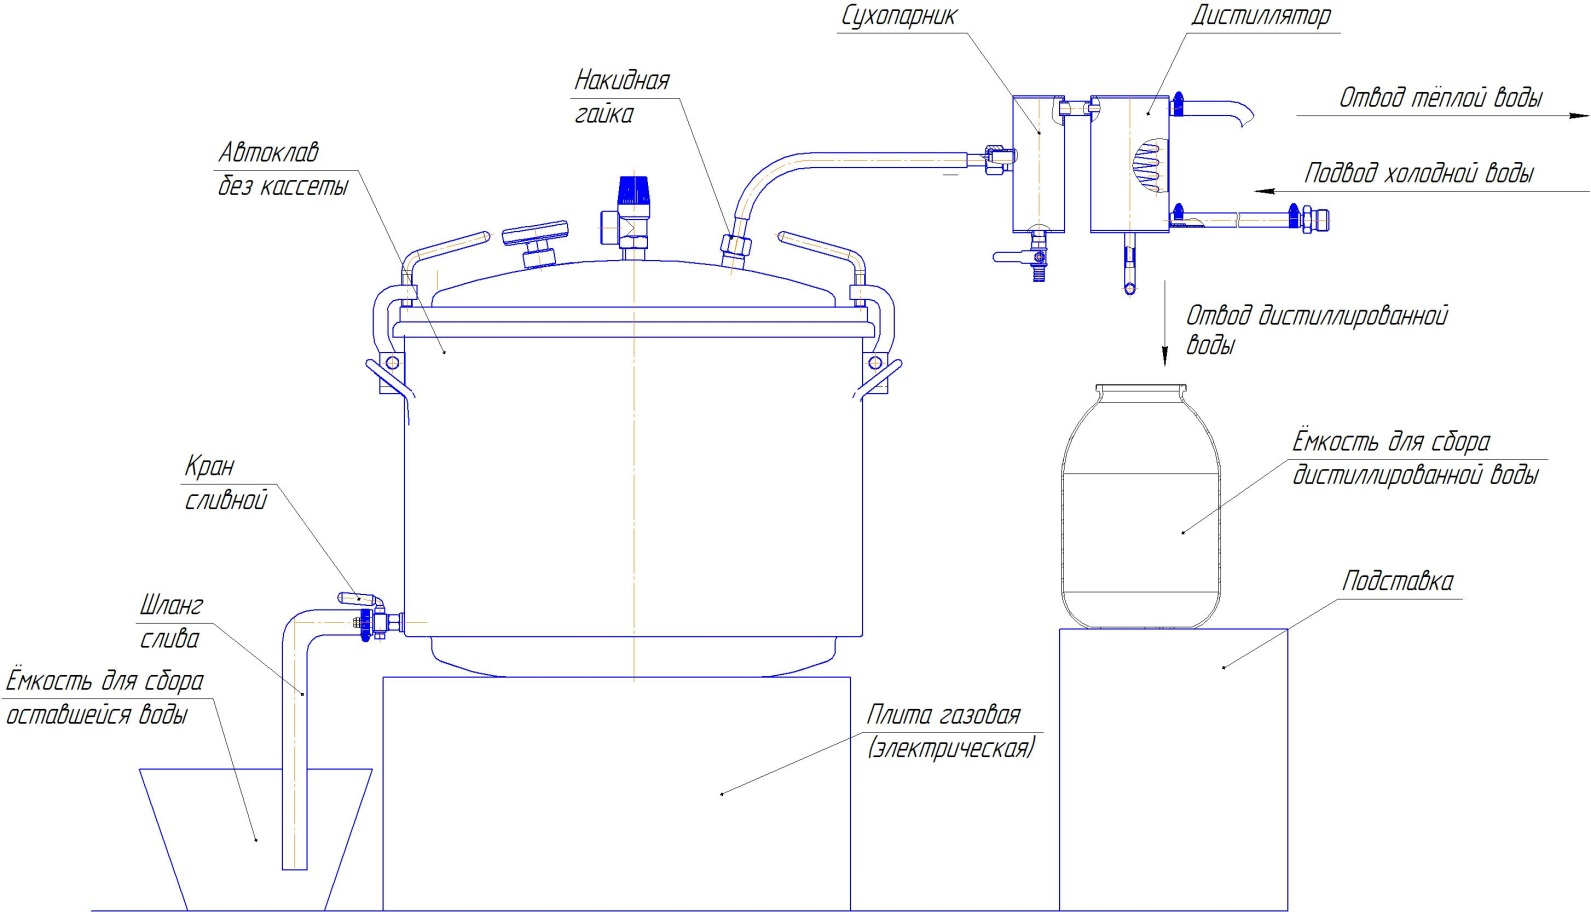 Сухопарник
Дистиллятор
Накидная
гайка
Отвод тёплой воды
Автоклав
без кассеты
Подвод холодной воды
Отвод дистиллированной
воды
Ёмкость для сбора
дистиллированной воды
Кран
сливной
Подставка
Шланг
слива
Ёмкость для сбора
оставшейся воды
Плита газовая
(электрическая)